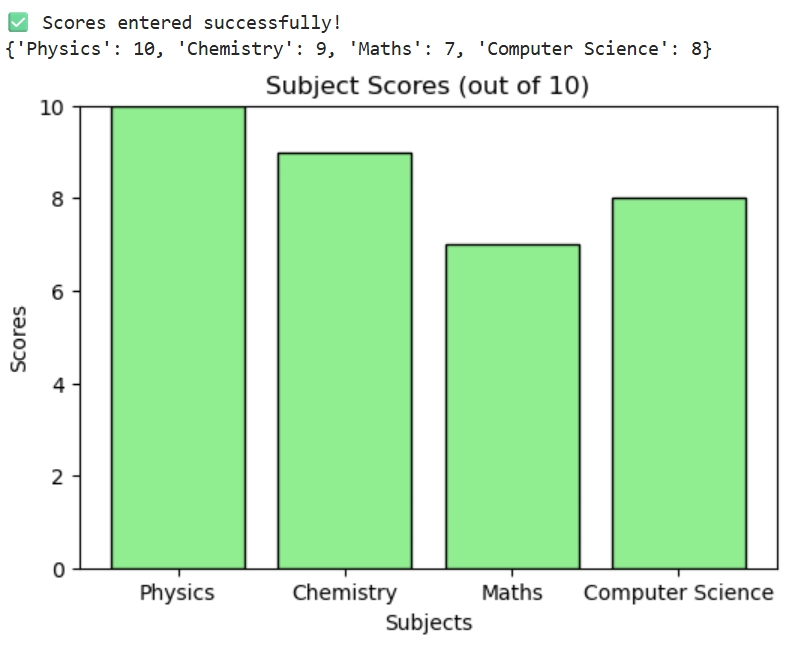 ✅ Scores entered successfully!
{'Physics': 10, 'Chemistry': 9, 'Maths': 7, 'Computer Science': 8}
Subject Scores (out of 10)
10
8
6
4
2
0
Scores
Physics Chemistry Maths Computer Science
Subjects